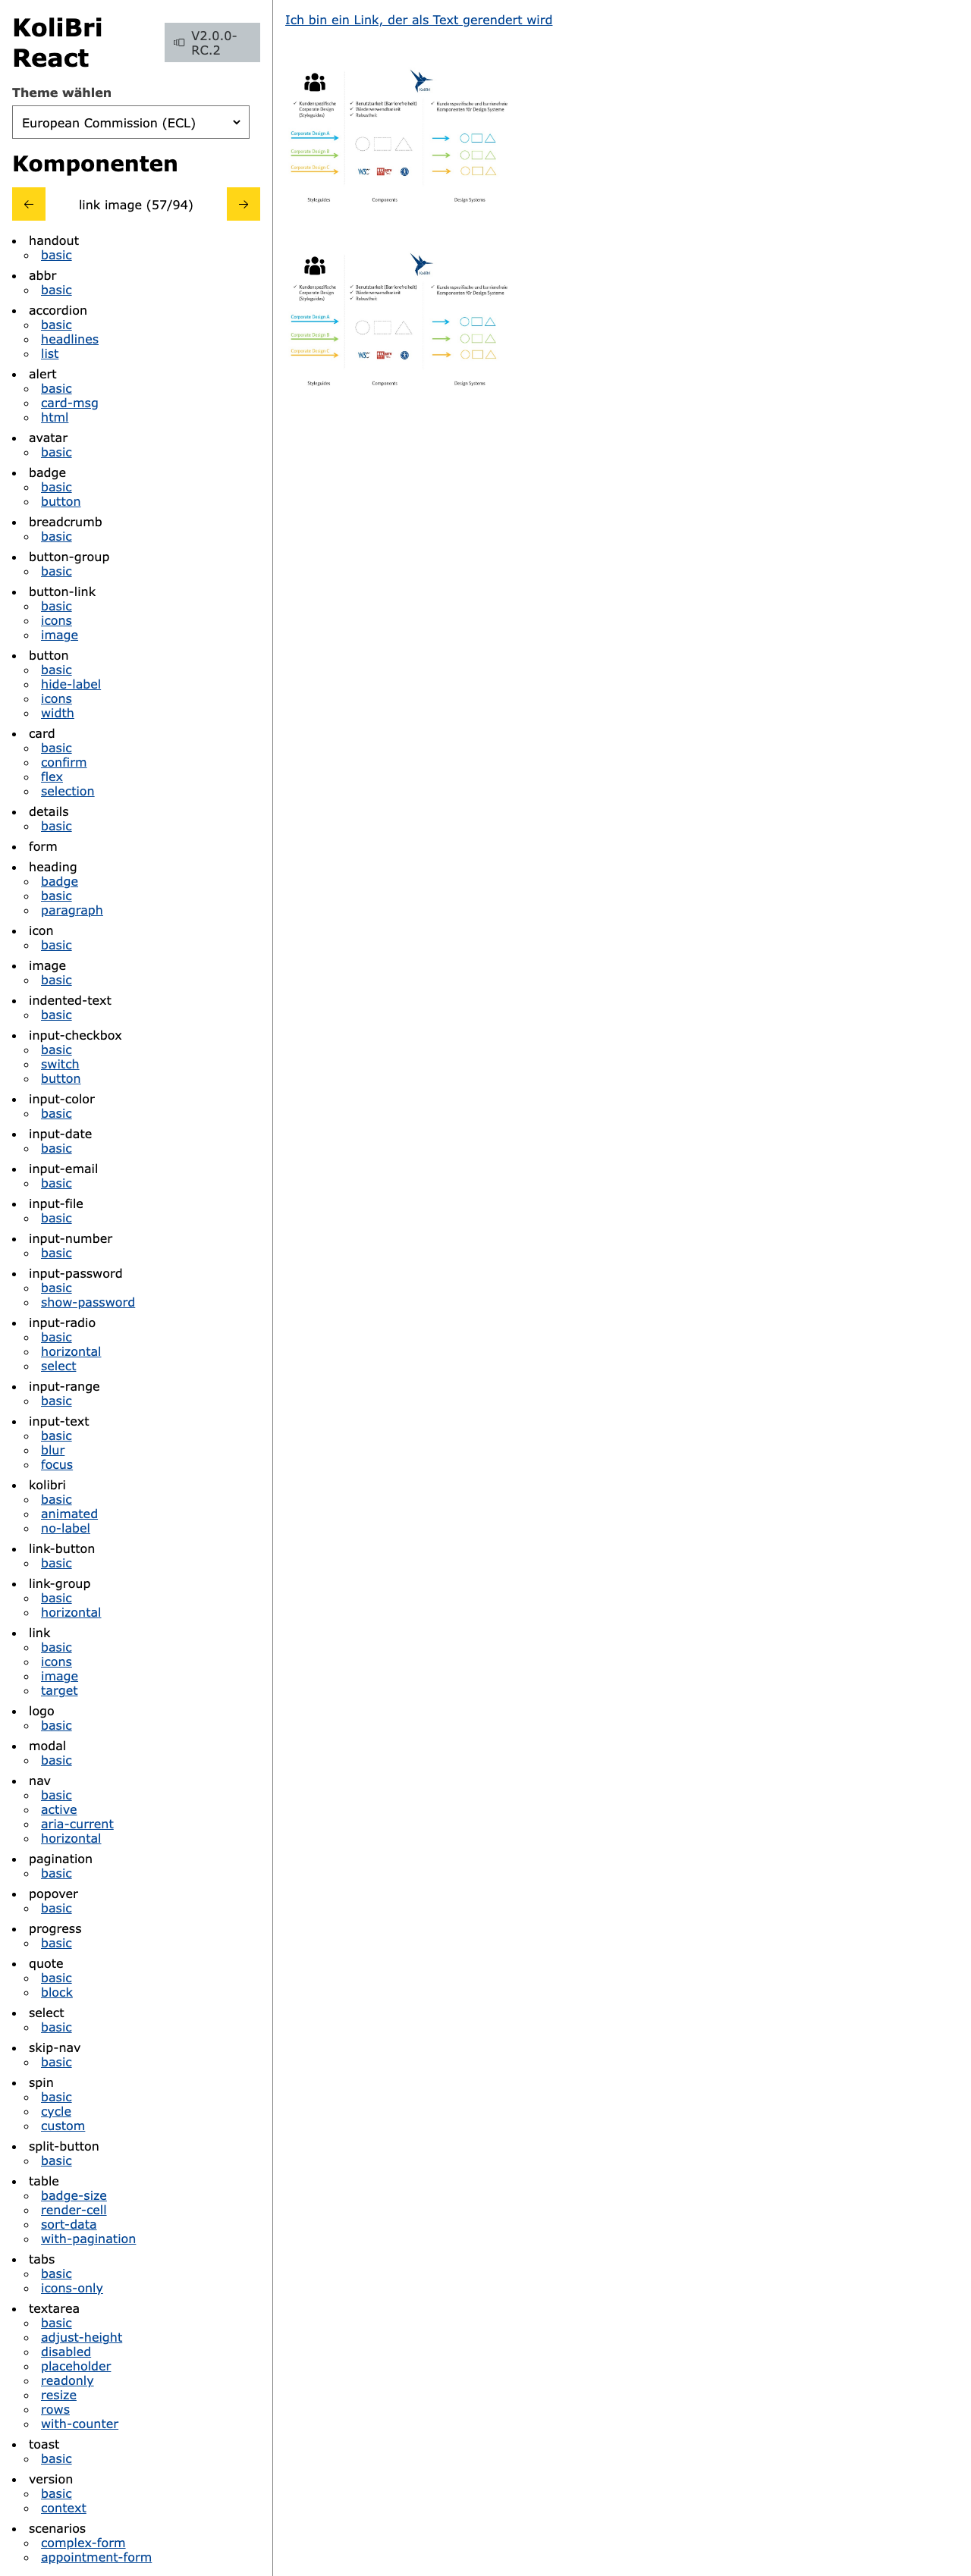 KoliBri
React
V2.0.0-
RC.2
Theme wählen
European Commission (ECL)
Komponenten
link image (57/94)
handout
basic
abbr
basic
accordion
basic
headlines
list
alert
basic
card-msg
html
avatar
basic
badge
basic
button
breadcrumb
basic
button-group
basic
button-link
basic
icons
image
button
basic
hide-label
icons
width
card
basic
confirm
flex
selection
details
basic
form
heading
badge
basic
paragraph
icon
basic
image
basic
indented-text
basic
input-checkbox
basic
switch
button
input-color
basic
input-date
basic
input-email
basic
input-file
basic
input-number
basic
input-password
basic
show-password
input-radio
basic
horizontal
select
input-range
basic
input-text
basic
blur
focus
kolibri
basic
animated
no-label
link-button
basic
link-group
basic
horizontal
link
basic
icons
image
target
logo
basic
modal
basic
nav
basic
active
aria-current
horizontal
pagination
basic
popover
basic
progress
basic
quote
basic
block
select
basic
skip-nav
basic
spin
basic
cycle
custom
split-button
basic
table
badge-size
render-cell
sort-data
with-pagination
tabs
basic
icons-only
textarea
basic
adjust-height
disabled
placeholder
readonly
resize
rows
with-counter
toast
basic
version
basic
context
scenarios
complex-form
appointment-form
Ich bin ein Link, der als Text gerendert wird
KoliBri
✓ Kundenspezifische
Corporate Design
(Styleguides)
✓ Benutzbarkeit (Barrierefreiheit)
✓ Wiederverwendbarkeit
✓ Robustheit
✓ Kundenspezifische und barrierefreie
Komponenten für Design Systeme
Corporate Design A
Corporate Design B
Corporate Design C
W3C
Styleguides
Components
Design Systems
KoliBri
✓ Kundenspezifische
Corporate Design
(Styleguides)
✓ Benutzbarkeit (Barrierefreiheit)
✓ Wiederverwendbarkeit
✓ Robustheit
✓ Kundenspezifische und barrierefreie
Komponenten für Design Systeme
Corporate Design A
Corporate Design B
Corporate Design C
W3C
Styleguides
Components
Design Systems